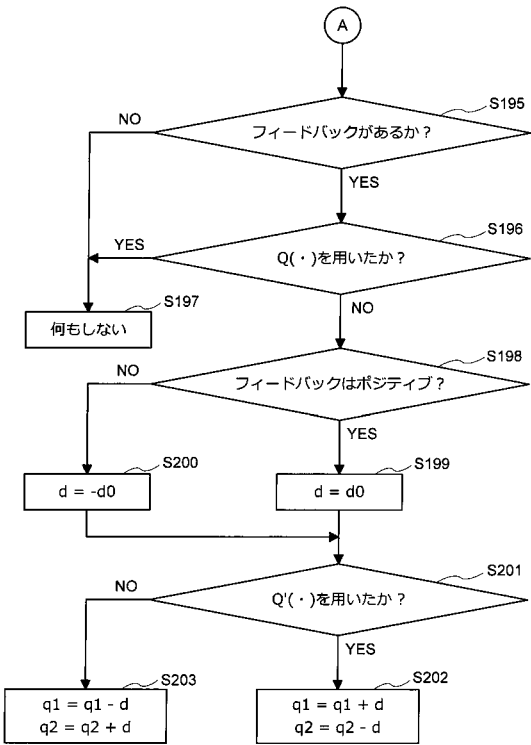 A
S195
フィードバックがあるか？
NO
YES
S196
Q(・)を用いたか？
YES
NO
S197
何もしない
S198
フィードバックはポジティブ？
NO
YES
S200
d = -d0
S199
d = d0
S201
Q'(・)を用いたか？
NO
YES
S203
q1 = q1 - d
q2 = q2 + d
S202
q1 = q1 + d
q2 = q2 - d